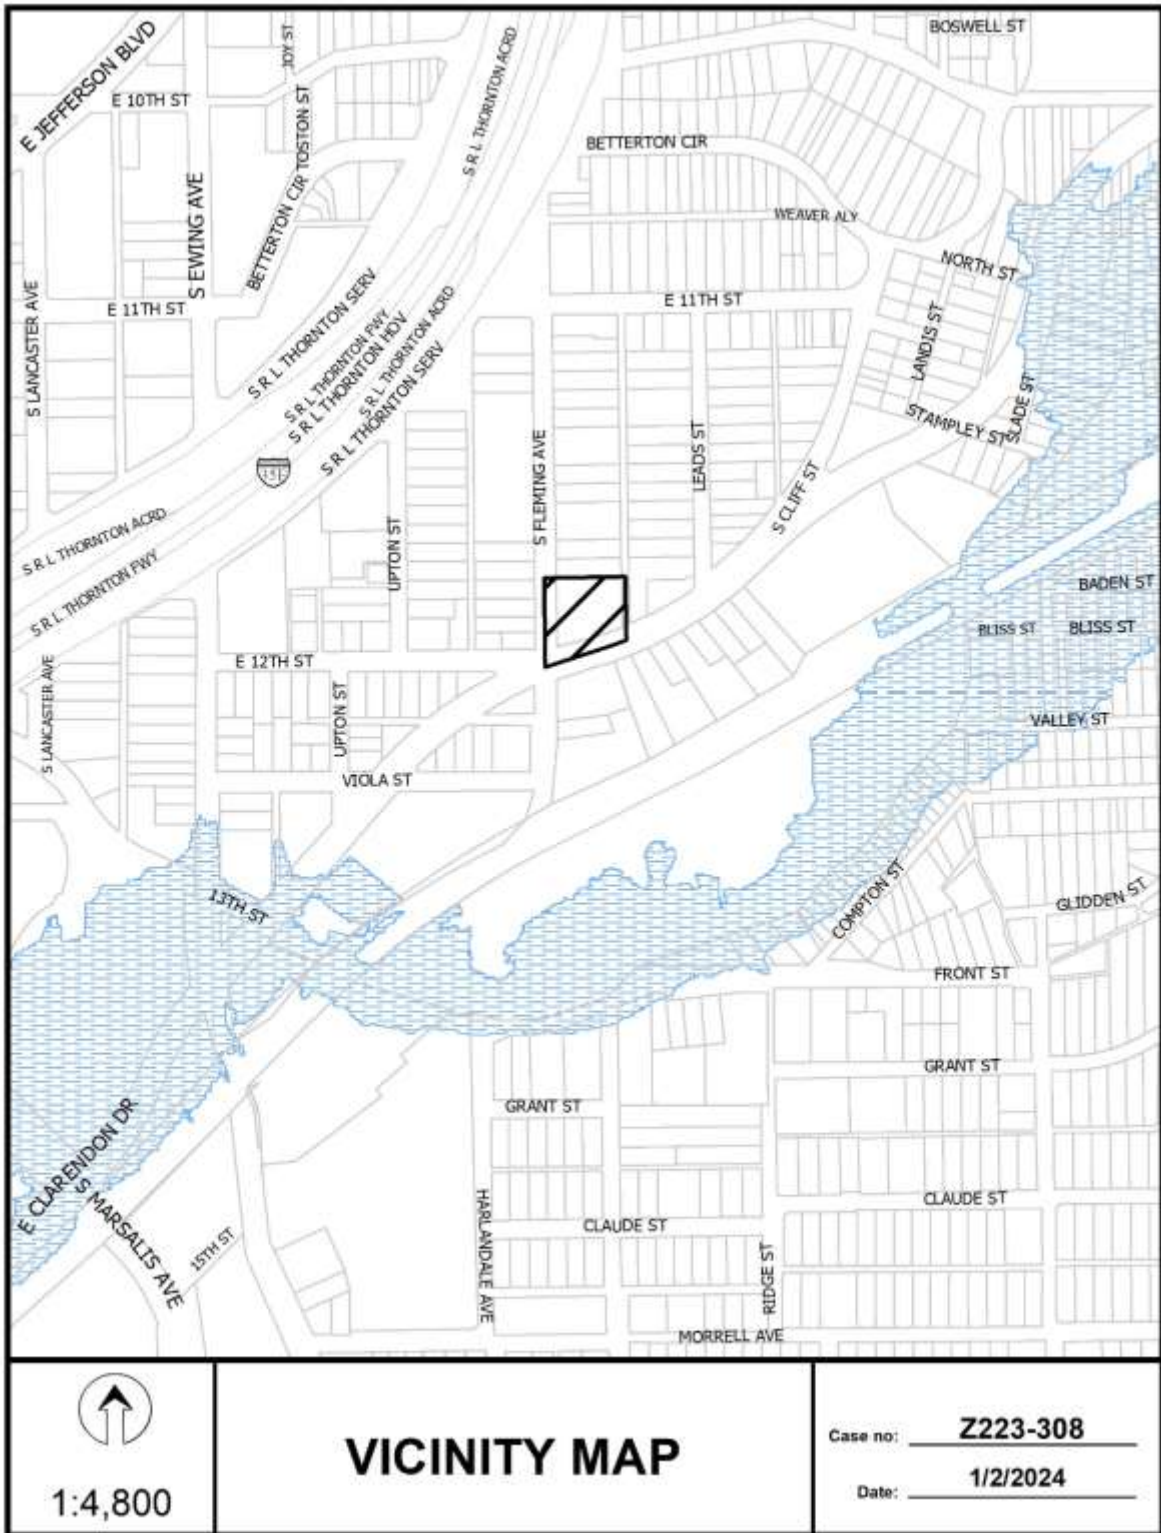 BOSWELL ST
E JEFFERSON BLVD
JOY ST
S R L THORNTON ACRD
E 10TH ST
BETTERTON CIR
TOSTON ST
BETTERTON CIR
S EWING AVE
WEAVER ALY
NORTH ST
E 11TH ST
E 11TH ST
S LANCASTER AVE
S R L THORNTON SERV
S R L THORNTON FWY
S R L THORNTON HOV
S R L THORNTON ACRD
S R L THORNTON SERV
LANDIS ST
SLADE ST
STAMPLEY ST
S FLEMING AVE
LEADS ST
S CLIFF ST
S R L THORNTON ACRD
UPTON ST
S R L THORNTON FWY
BADEN ST
BLISS ST
BLISS ST
E 12TH ST
S LANCASTER AVE
UPTON ST
VALLEY ST
VIOLA ST
13TH ST
COMPTON ST
GLIDDEN ST
FRONT ST
GRANT ST
GRANT ST
E CLARENDON DR
S MARSALIS AVE
15TH ST
HARLANDALE AVE
CLAUDE ST
CLAUDE ST
RIDGE ST
MORRELL AVE
1:4,800
VICINITY MAP
Case no: Z223-308
Date: 1/2/2024